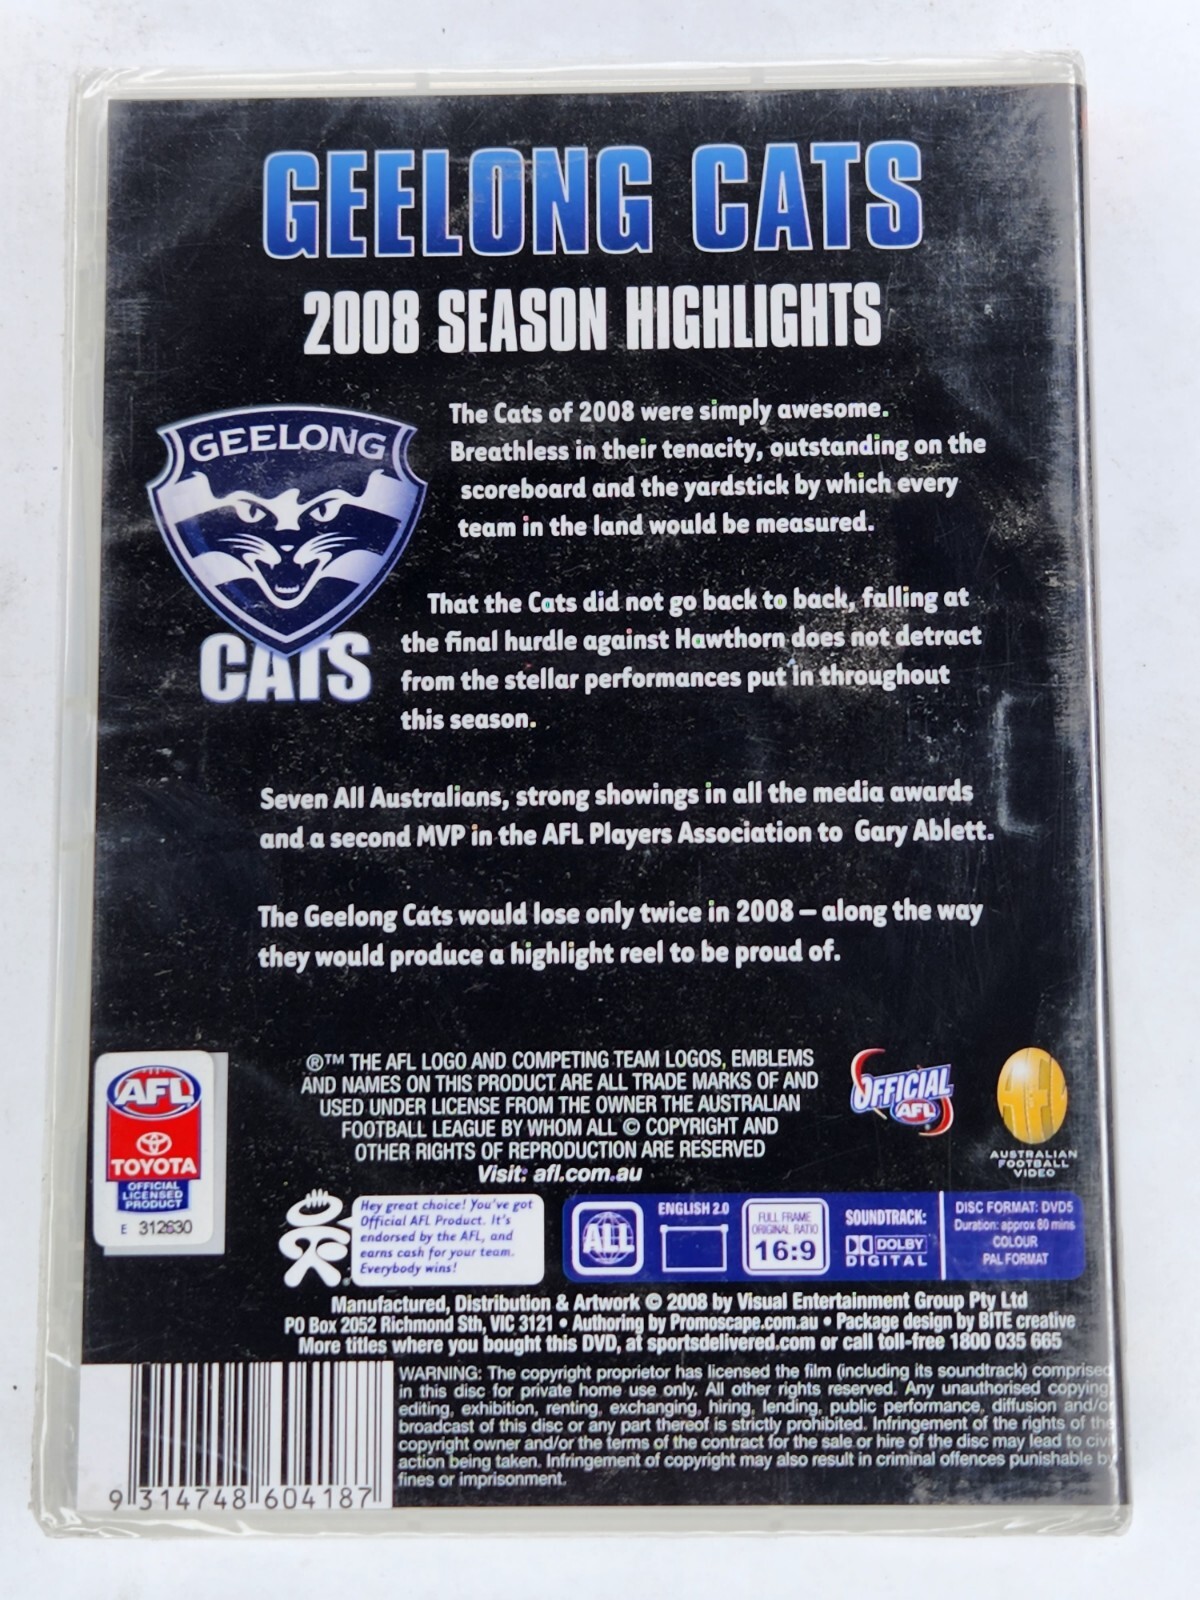 GEELONG CATS
2008 SEASON HIGHLIGHTS
GEELONG
CATS
The Cats of 2008 were simply awesome.
Breathless in their tenacity, outstanding on the
scoreboard and the yardstick by which every
team in the land would be measured.
That the Cats did not go back to back, falling at
the final hurdle against Hawthorn does not detract
from the stellar performances put in throughout
this season.
Seven All Australians, strong showings in all the media awards
and a second MVP in the AFL Players Association to Gary Ablett.
The Geelong Cats would lose only twice in 2008 – along the way
they would produce a highlight reel to be proud of.
AFL
TOYOTA
OFFICIAL
LICENSED
PRODUCT
E 312630
®™ THE AFL LOGO AND COMPETING TEAM LOGOS, EMBLEMS
AND NAMES ON THIS PRODUCT ARE ALL TRADE MARKS OF AND
USED UNDER LICENSE FROM THE OWNER THE AUSTRALIAN
FOOTBALL LEAGUE BY WHOM ALL © COPYRIGHT AND
OTHER RIGHTS OF REPRODUCTION ARE RESERVED
Visit: afl.com.au
OFFICIAL
AFL
AFL
AUSTRALIAN
FOOTBALL
VIDEO
Hey great choice! You've got
Official AFL Product. It's
endorsed by the AFL, and
earns cash for your team.
Everybody wins!
ALL
ENGLISH 2.0
FULL FRAME
ORIGINAL RATIO
16:9
SOUNDTRACK:
DOLBY
DIGITAL
DISC FORMAT: DVD5
Duration: approx 80 mins
COLOUR
PAL FORMAT
Manufactured, Distribution & Artwork © 2008 by Visual Entertainment Group Pty Ltd
PO Box 2052 Richmond Sth, VIC 3121 • Authoring by Promoscape.com.au • Package design by BITE creative
More titles where you bought this DVD, at sportsdelivered.com or call toll-free 1800 035 665
WARNING: The copyright proprietor has licensed the film (including its soundtrack) comprised
in this disc for private home use only. All other rights reserved. Any unauthorised copying,
editing, exhibition, renting, exchanging, hiring, lending, public performance, diffusion and/or
broadcast of this disc or any part thereof is strictly prohibited. Infringement of the rights of the
copyright owner and/or the terms of the contract for the sale or hire of the disc may lead to civil
action being taken. Infringement of copyright may also result in criminal offences punishable by
fines or imprisonment.
9 314748 604187